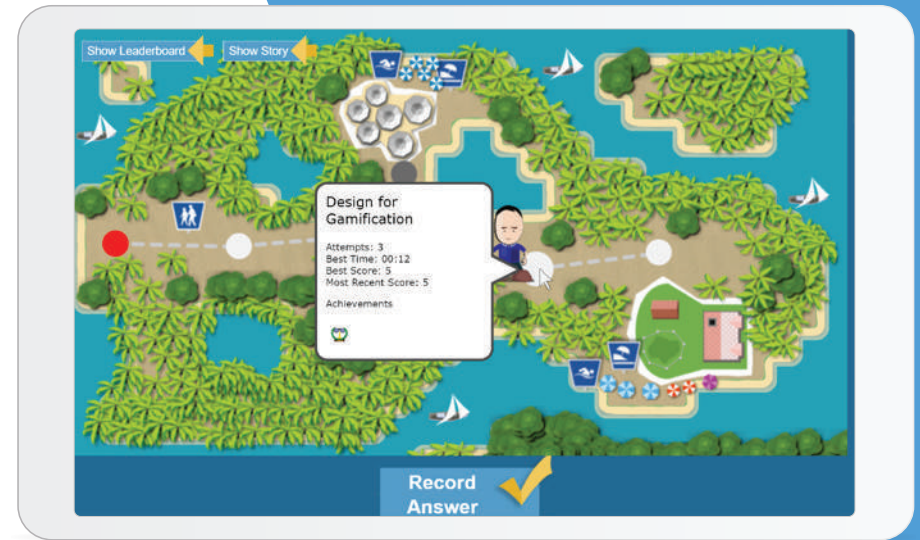 Show Leaderboard
Show Story
Design for
Gamification
Attempts: 3
Best Time: 00:12
Best Score: 5
Most Recent Score: 5
Achievements
Record
Answer